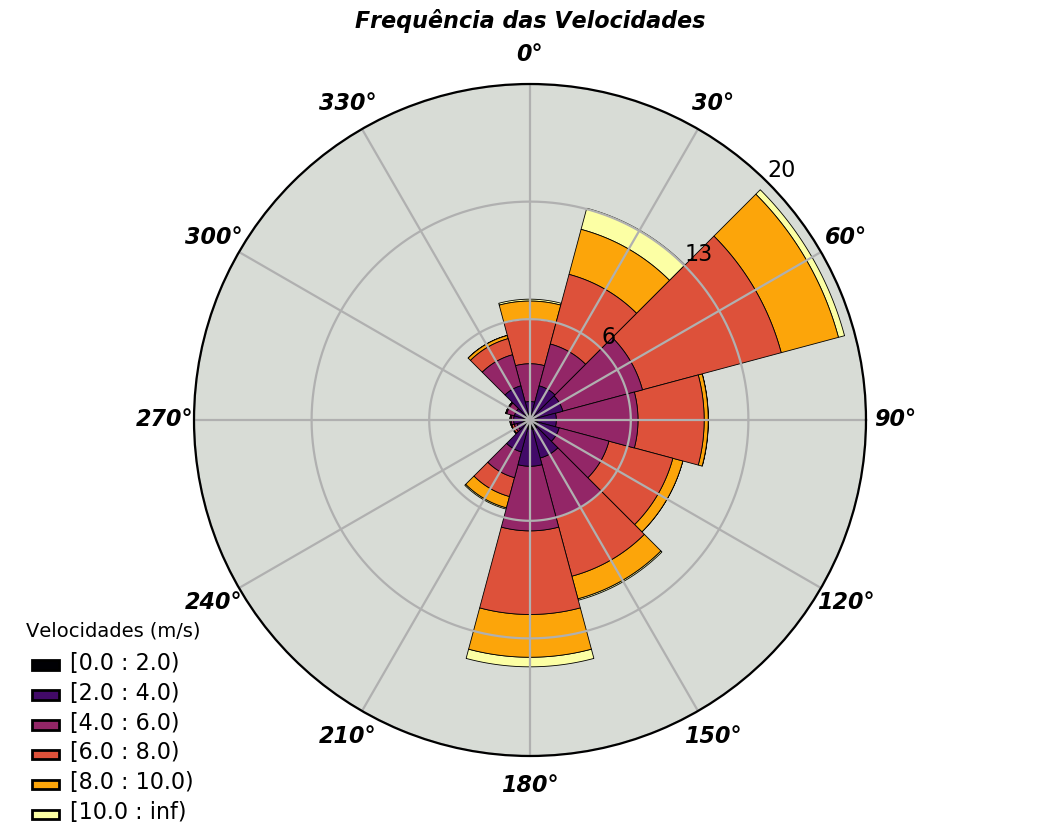 Frequência das Velocidades
0°
330°
30°
20
300°
60°
13
6
270°
90°
240°
120°
210°
150°
180°
Velocidades (m/s)
[0.0 : 2.0)
[2.0 : 4.0)
[4.0 : 6.0)
[6.0 : 8.0)
[8.0 : 10.0)
[10.0 : inf)